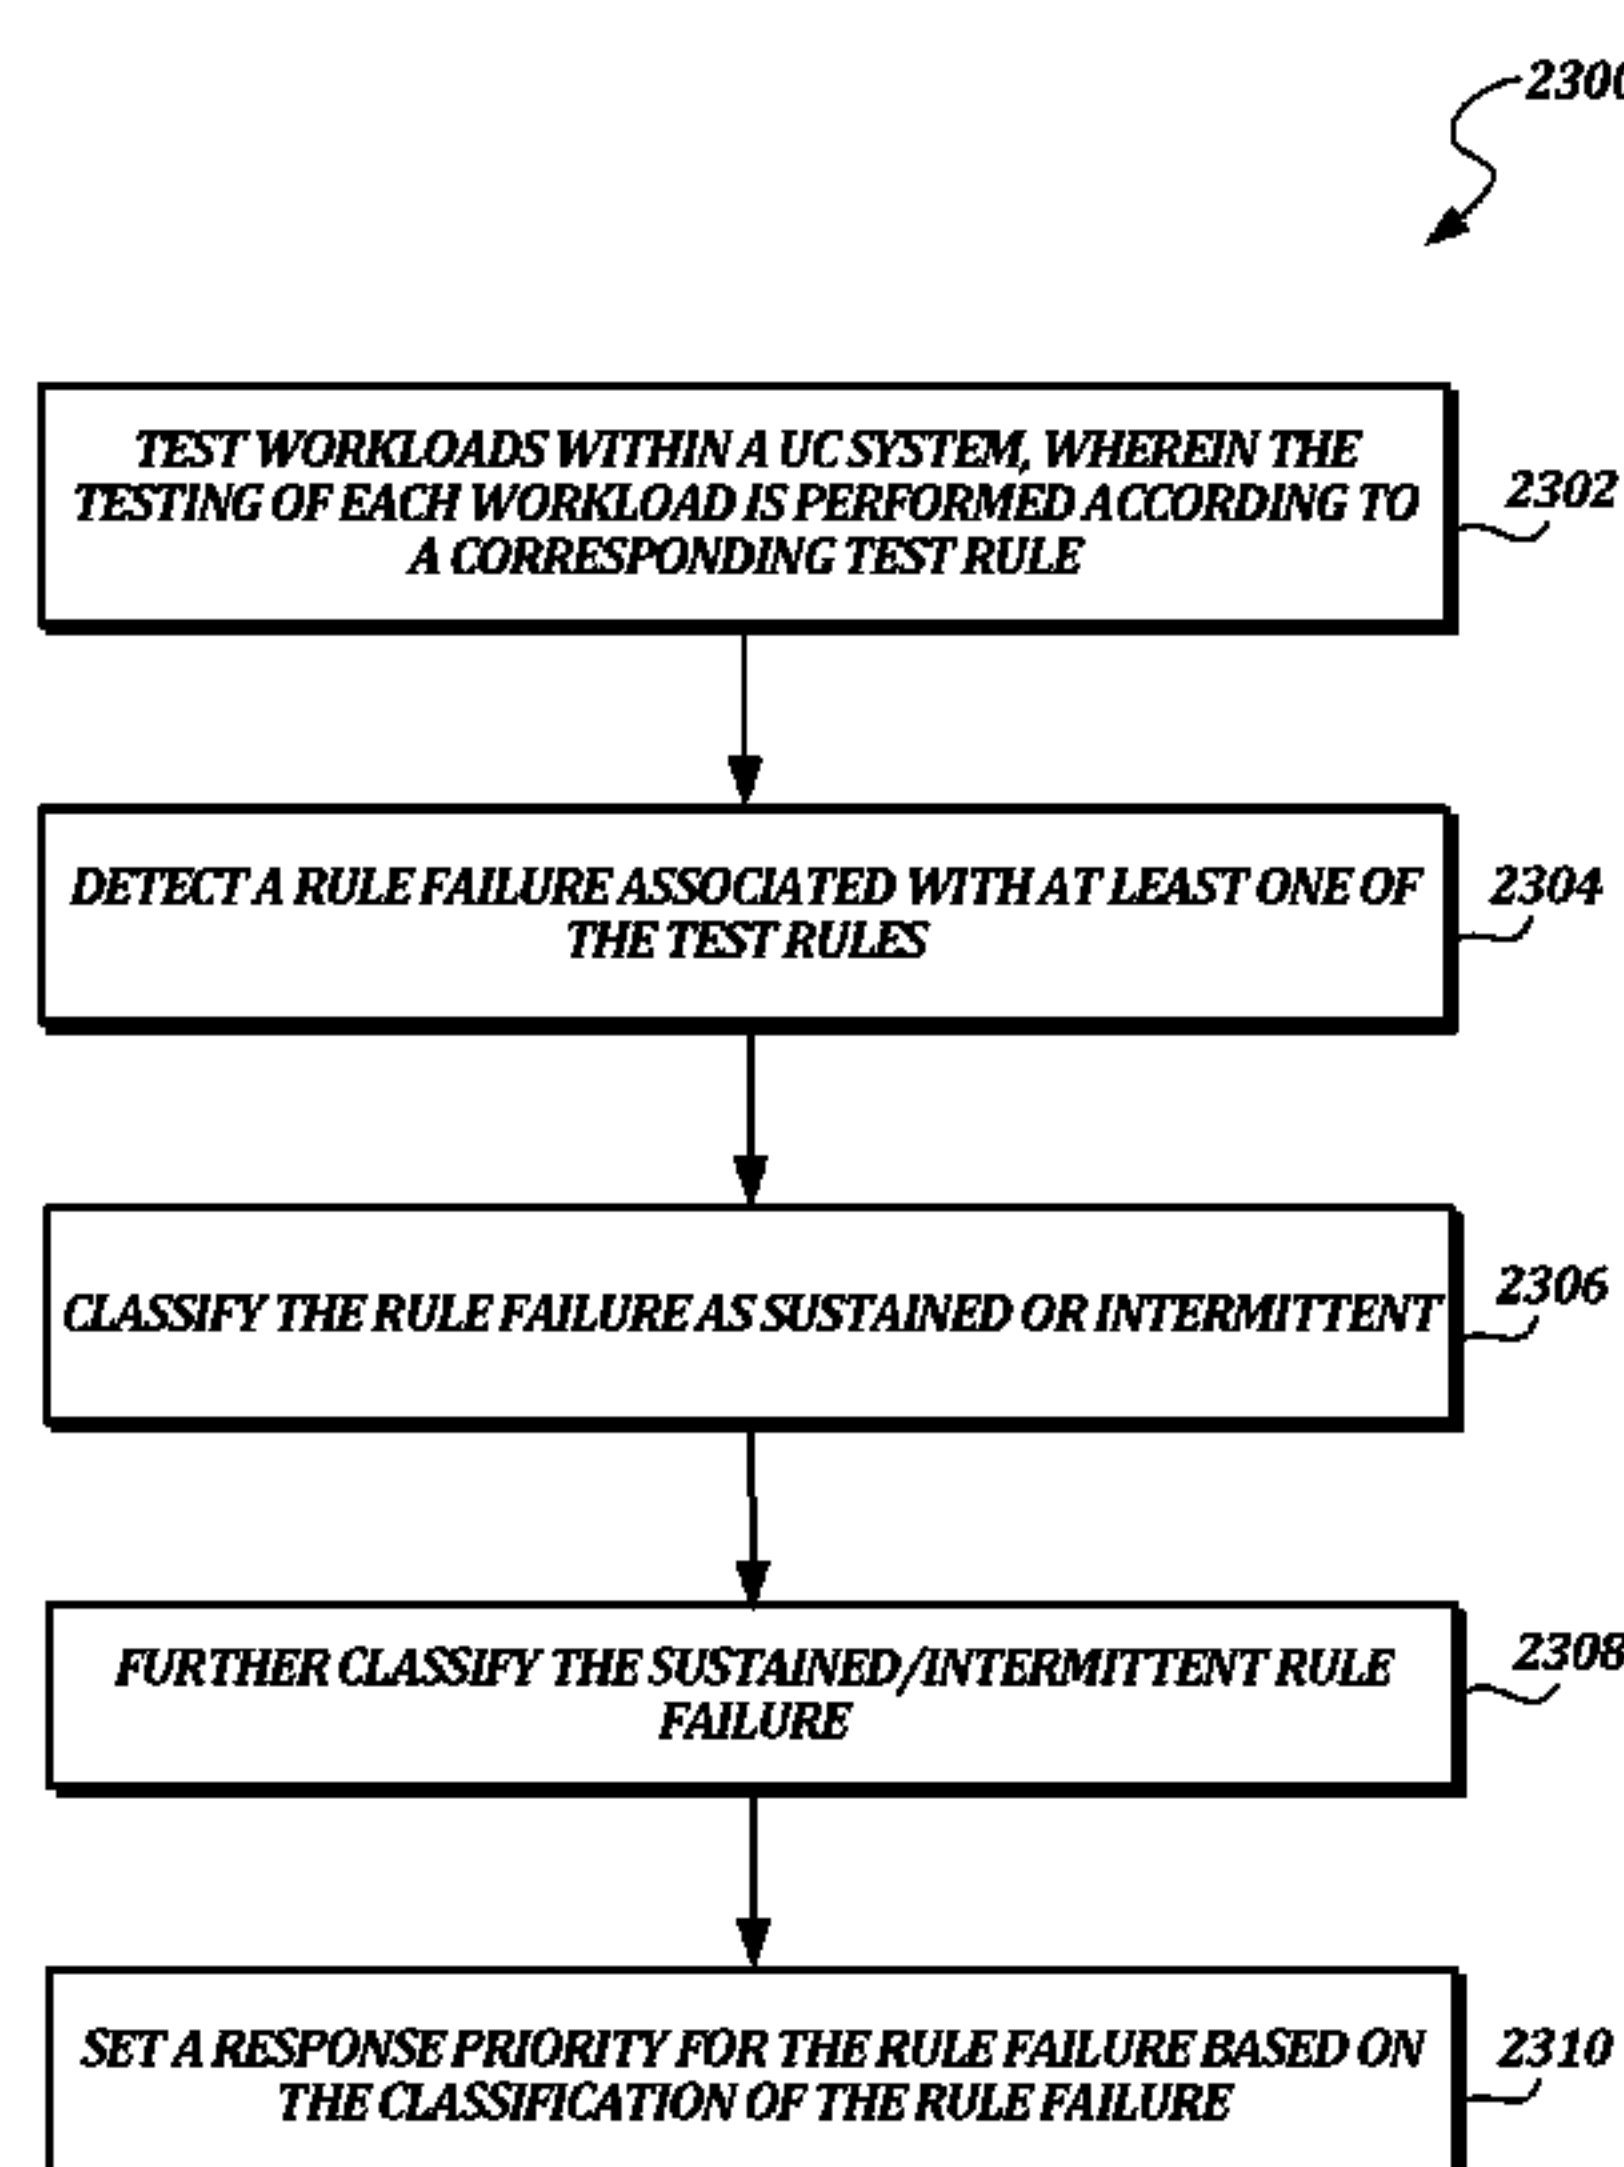 2300
TEST WORKLOADS WITHIN A UC SYSTEM, WHEREIN THE
TESTING OF EACH WORKLOAD IS PERFORMED ACCORDING TO
A CORRESPONDING TEST RULE
2302
DETECT A RULE FAILURE ASSOCIATED WITH AT LEAST ONE OF
THE TEST RULES
2304
CLASSIFY THE RULE FAILURE AS SUSTAINED OR INTERMITTENT
2306
FURTHER CLASSIFY THE SUSTAINED/INTERMITTENT RULE
FAILURE
2308
SET A RESPONSE PRIORITY FOR THE RULE FAILURE BASED ON
THE CLASSIFICATION OF THE RULE FAILURE
2310